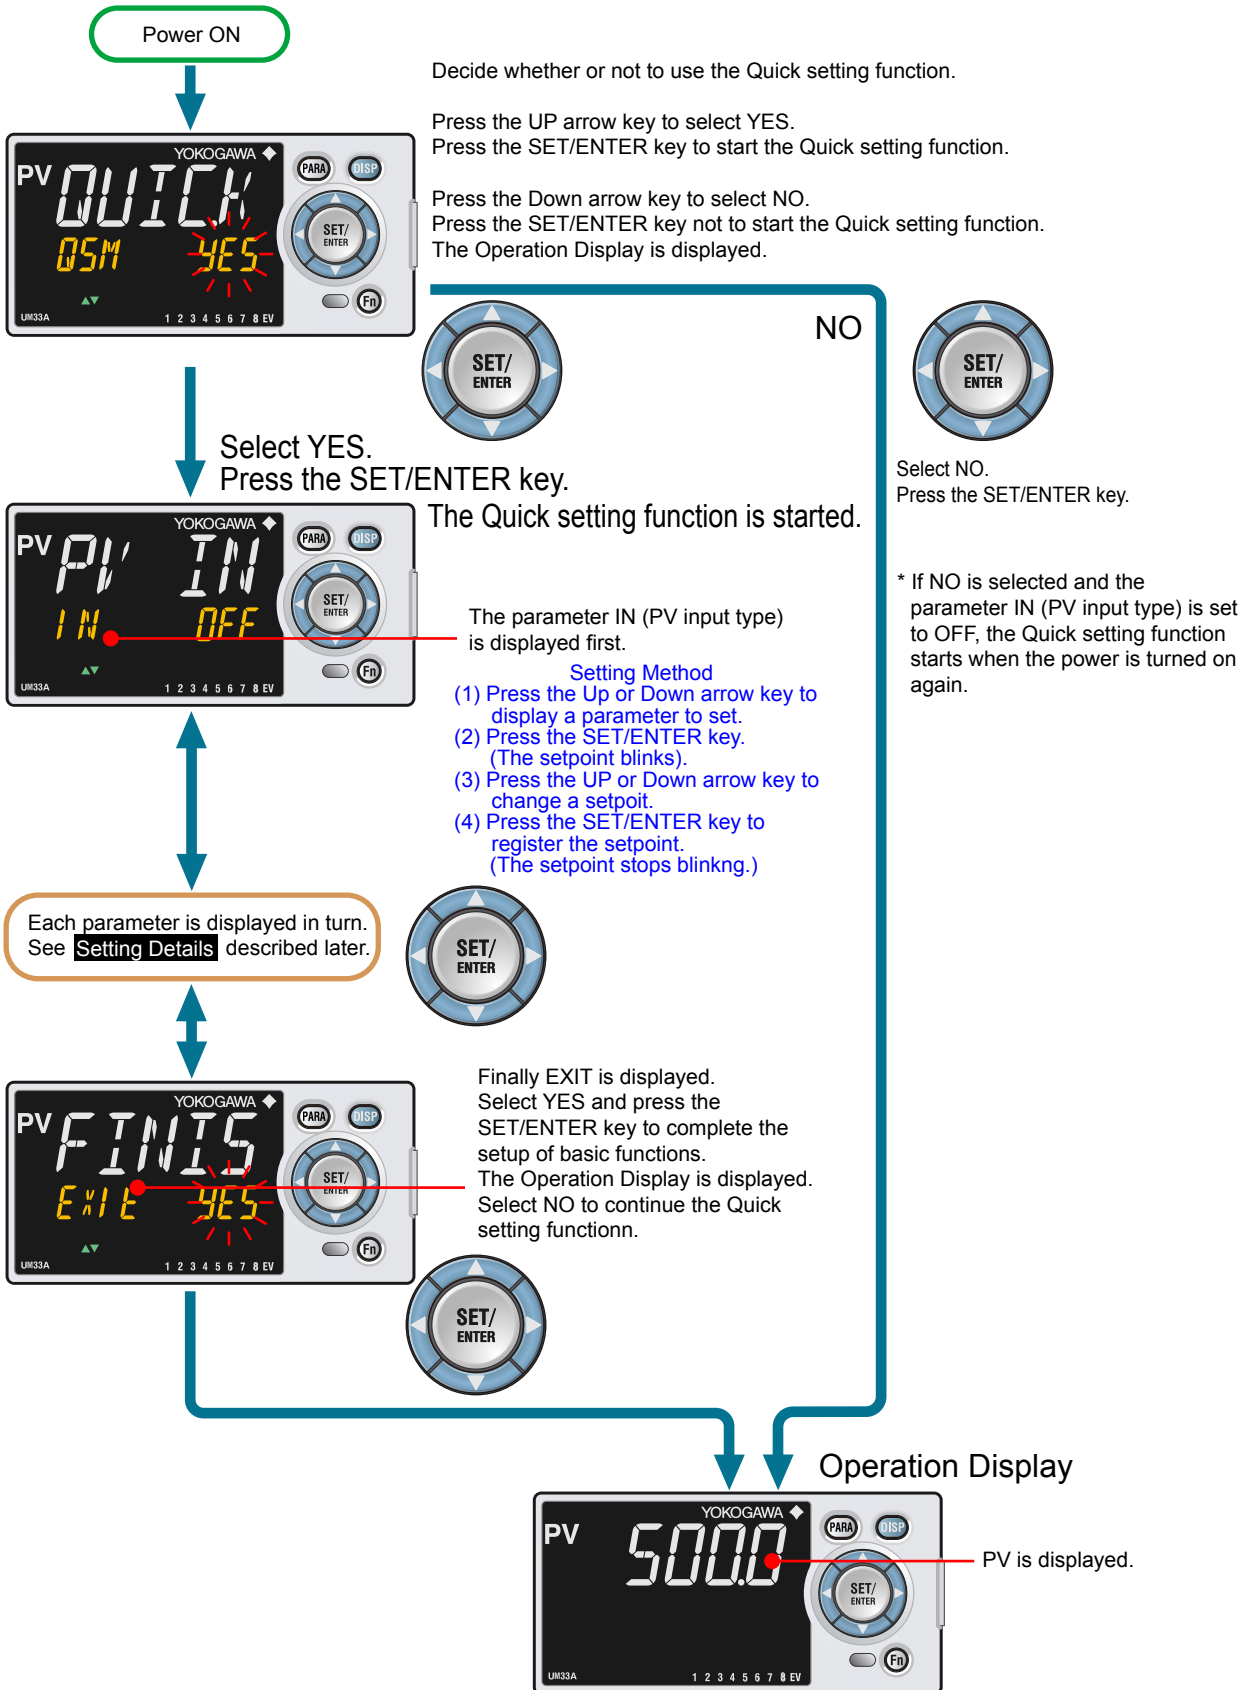 Power ON
Decide whether or not to use the Quick setting function.
Press the UP arrow key to select YES.
Press the SET/ENTER key to start the Quick setting function.
Press the Down arrow key to select NO.
Press the SET/ENTER key not to start the Quick setting function.
The Operation Display is displayed.
YOKOGAWA
PV QUICK
QSM YES
UM33A
1 2 3 4 5 6 7 8 EV
PARA
DISP
SET/
ENTER
Fn
SET/
ENTER
NO
SET/
ENTER
Select YES.
Press the SET/ENTER key.
The Quick setting function is started.
Select NO.
Press the SET/ENTER key.
* If NO is selected and the
parameter IN (PV input type) is set
to OFF, the Quick setting function
starts when the power is turned on
again.
YOKOGAWA
PV PV IN
IN OFF
UM33A
1 2 3 4 5 6 7 8 EV
PARA
DISP
SET/
ENTER
Fn
The parameter IN (PV input type)
is displayed first.
Setting Method
(1) Press the Up or Down arrow key to
display a parameter to set.
(2) Press the SET/ENTER key.
(The setpoint blinks).
(3) Press the UP or Down arrow key to
change a setpoit.
(4) Press the SET/ENTER key to
register the setpoint.
(The setpoint stops blinkng.)
Each parameter is displayed in turn.
See Setting Details described later.
SET/
ENTER
YOKOGAWA
PV FINIS
EXIt YES
UM33A
1 2 3 4 5 6 7 8 EV
PARA
DISP
SET/
ENTER
Fn
Finally EXIT is displayed.
Select YES and press the
SET/ENTER key to complete the
setup of basic functions.
The Operation Display is displayed.
Select NO to continue the Quick
setting functionn.
SET/
ENTER
Operation Display
YOKOGAWA
PV 500.0
UM33A
1 2 3 4 5 6 7 8 EV
PARA
DISP
SET/
ENTER
Fn
PV is displayed.